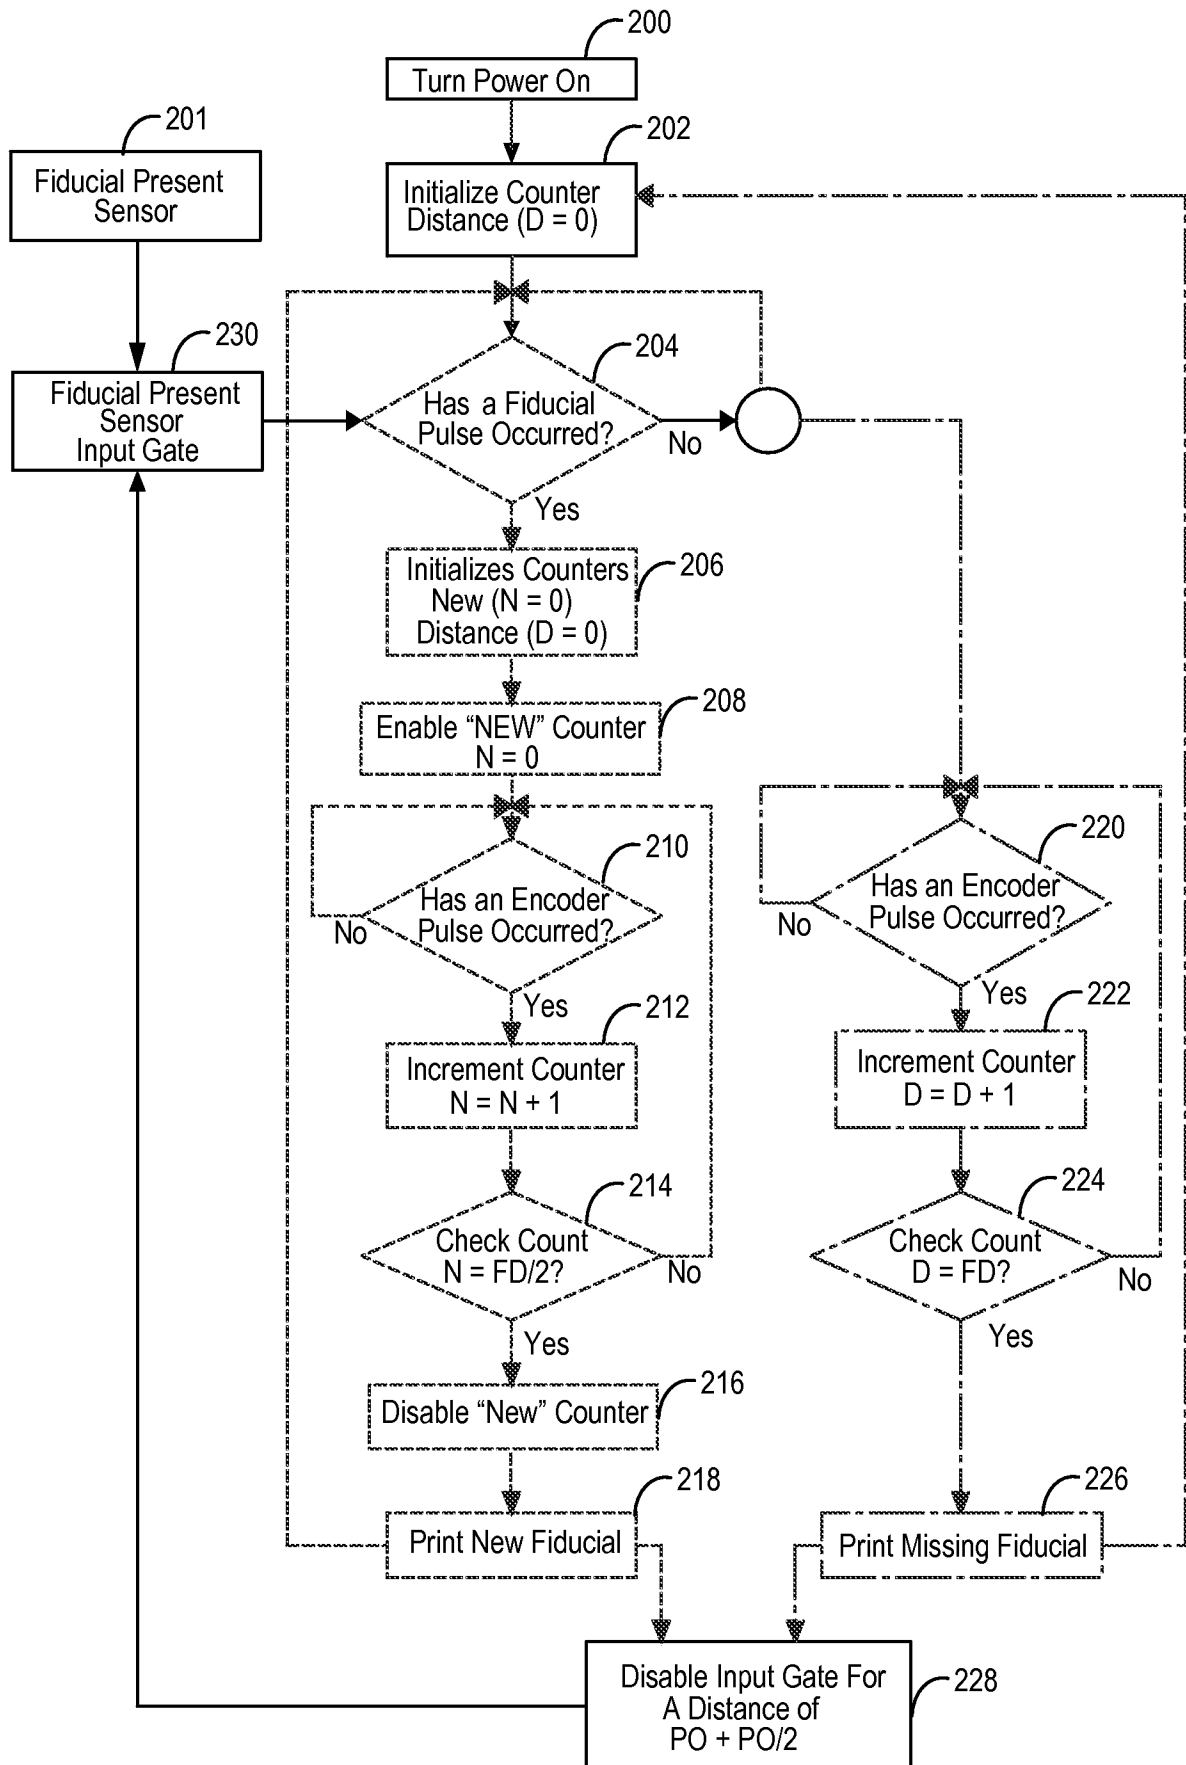 200
Turn Power On
201
202
Fiducial Present
Sensor
Initialize Counter
Distance (D = 0)
230
204
Fiducial Present
Sensor
Input Gate
Has a Fiducial
Pulse Occurred?
No
Yes
206
Initializes Counters
New (N = 0)
Distance (D = 0)
208
Enable “NEW” Counter
N = 0
210
Has an Encoder
Pulse Occurred?
No
Yes
220
Has an Encoder
Pulse Occurred?
No
Yes
212
Increment Counter
N = N + 1
222
Increment Counter
D = D + 1
214
Check Count
N = FD/2?
No
Yes
224
Check Count
D = FD?
No
Yes
216
Disable “New” Counter
218
Print New Fiducial
226
Print Missing Fiducial
Disable Input Gate For
A Distance of
PO + PO/2
228